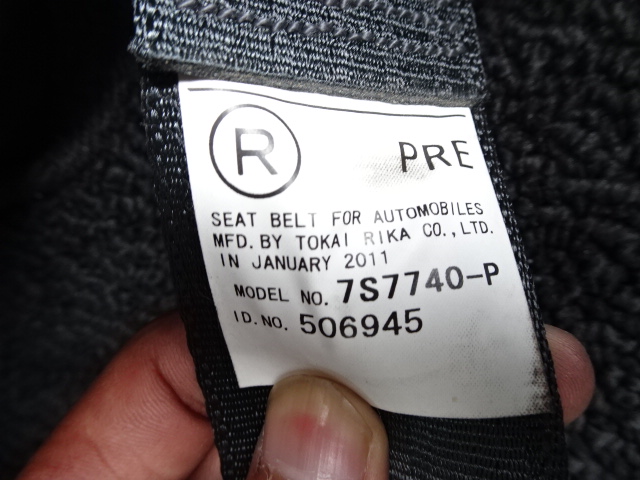 R PRE
SEAT BELT FOR AUTOMOBILES
MFD. BY TOKAI RIKA CO., LTD.
IN JANUARY 2011
MODEL NO. 7S7740-P
ID. NO. 506945